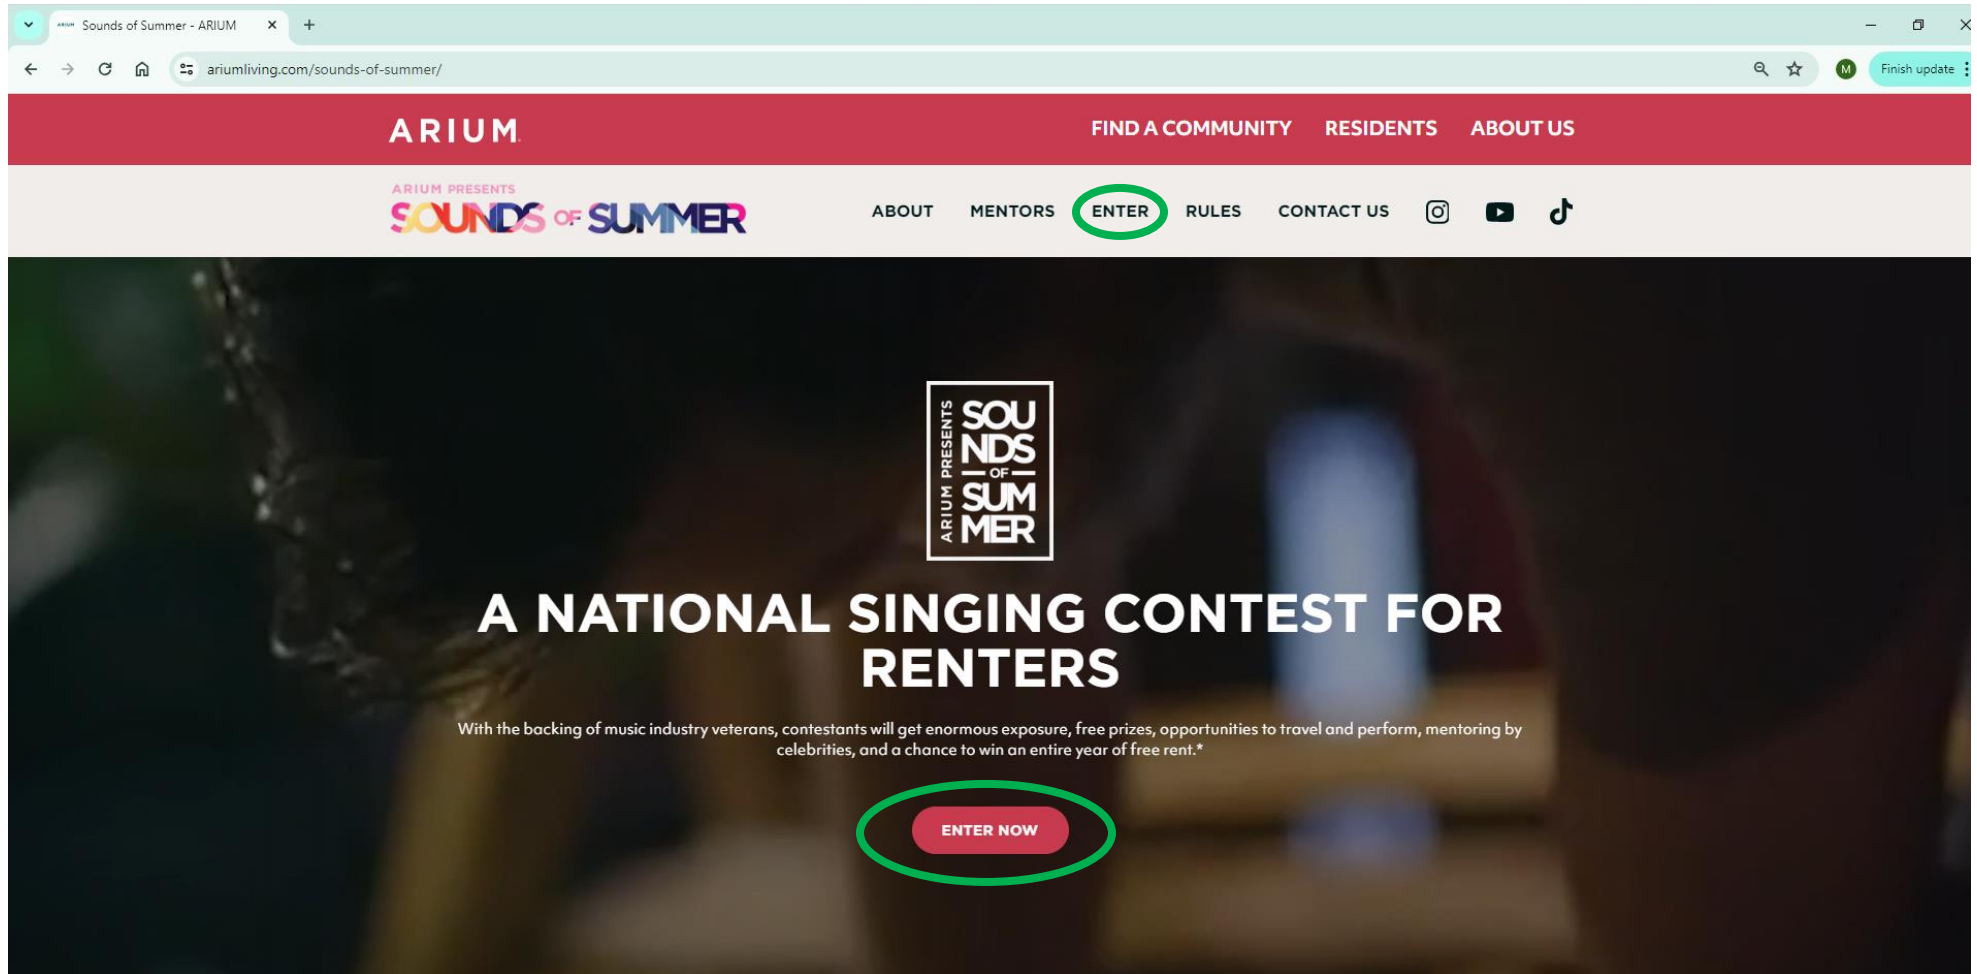 ARIUM
Sounds of Summer - ARIUM
ariumliving.com/sounds-of-summer/
M
Finish update
ARIUM.
FIND A COMMUNITY
RESIDENTS
ABOUT US
ARIUM PRESENTS
SOUNDS OF SUMMER
ABOUT
MENTORS
ENTER
RULES
CONTACT US
ARIUM PRESENTS
SOU
NDS
OF
SUM
MER
A NATIONAL SINGING CONTEST FOR
RENTERS
With the backing of music industry veterans, contestants will get enormous exposure, free prizes, opportunities to travel and perform, mentoring by
celebrities, and a chance to win an entire year of free rent.*
ENTER NOW